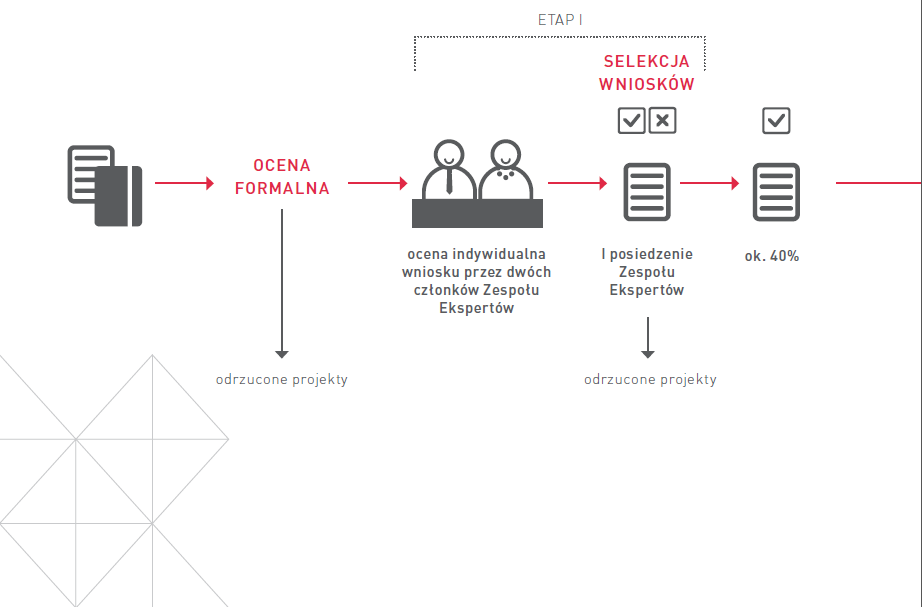 ETAP I
SELEKCJA
WNIOSKÓW
OCENA
FORMALNA
ocena indywidualna
wniosku przez dwóch
członków Zespołu
Ekspertów
I posiedzenie
Zespołu
Ekspertów
ok. 40%
odrzucone projekty
odrzucone projekty